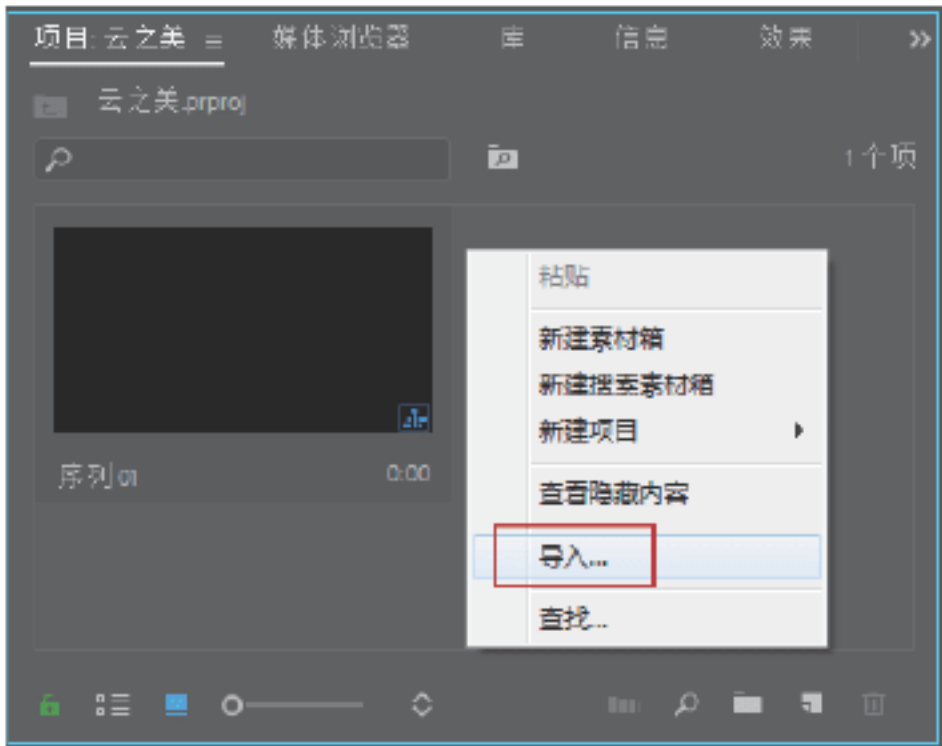 项目: 云之美 媒体浏览器 库 信息 效果
云之美.prproj
1个项
粘贴
新建素材箱
新建搜索素材箱
新建项目
查看隐藏内容
导入...
查找...
序列 01 0:00